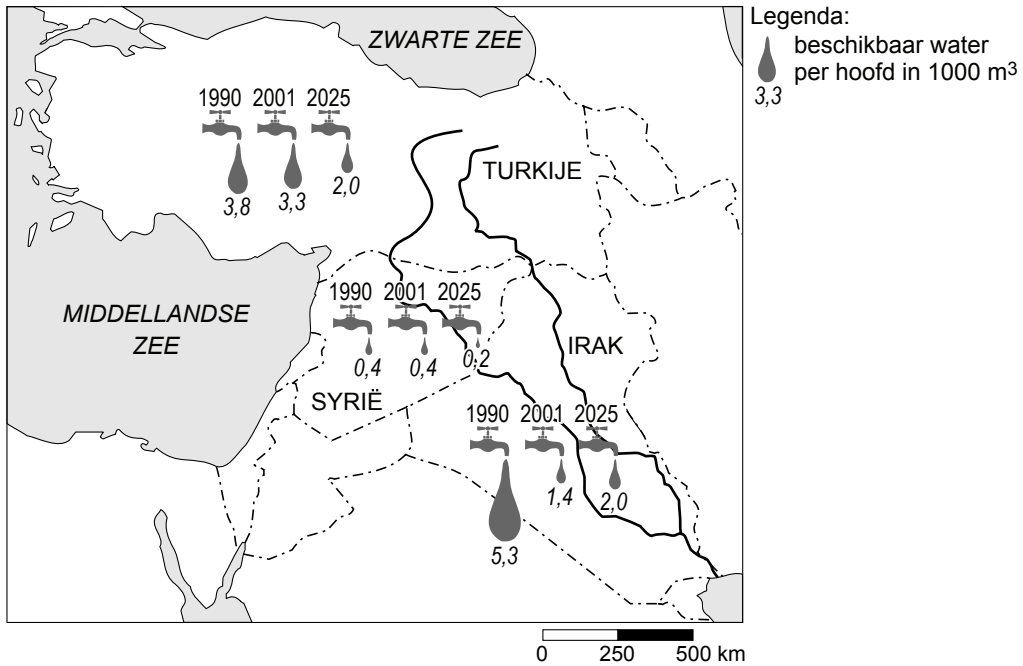 ZWARTE ZEE
1990 2001 2025
3,8 3,3 2,0
TURKIJE
MIDDELLANDSE
ZEE
1990 2001 2025
0,4 0,4 0,2
SYRIË
IRAK
1990 2001 2025
5,3 1,4 2,0
Legenda:
beschikbaar water
per hoofd in 1000 m³
3,3
0 250 500 km